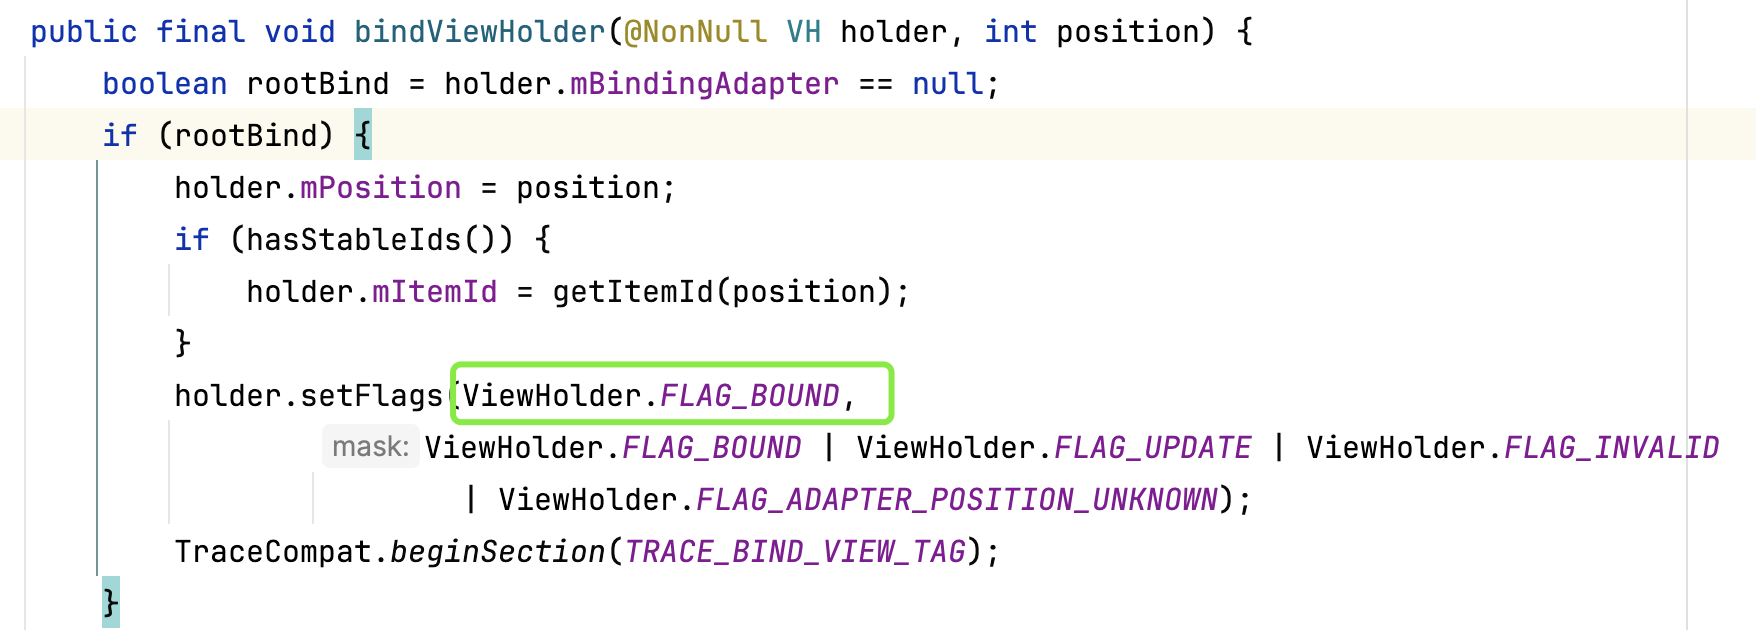 public final void bindViewHolder(@NonNull VH holder, int position) {
boolean rootBind = holder.mBindingAdapter == null;
if (rootBind) {
holder.mPosition = position;
if (hasStableIds()) {
holder.mItemId = getItemId(position);
}
holder.setFlags(ViewHolder.FLAG_BOUND,
mask: ViewHolder.FLAG_BOUND | ViewHolder.FLAG_UPDATE | ViewHolder.FLAG_INVALID
| ViewHolder.FLAG_ADAPTER_POSITION_UNKNOWN);
TraceCompat.beginSection(TRACE_BIND_VIEW_TAG);
}